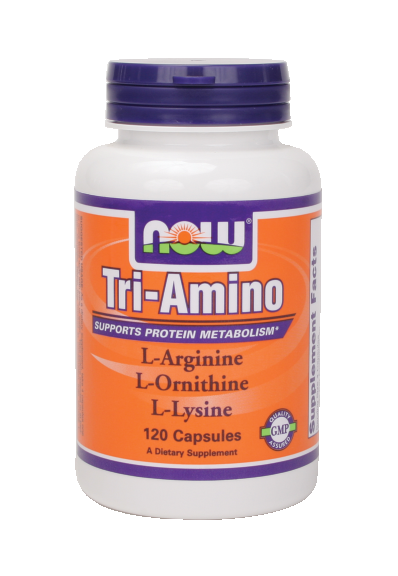 now®
Tri-Amino
SUPPORTS PROTEIN METABOLISM*
L-Arginine
L-Ornithine
L-Lysine
120 Capsules
A Dietary Supplement
QUALITY
GMP
ASSURED
Supplement Facts